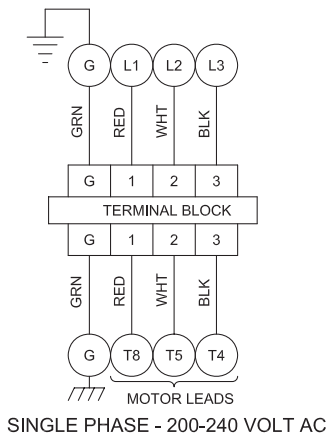 G L1 L2 L3
GRN RED WHT BLK
G 1 2 3
TERMINAL BLOCK
G 1 2 3
GRN RED WHT BLK
G T8 T5 T4
MOTOR LEADS
SINGLE PHASE - 200-240 VOLT AC